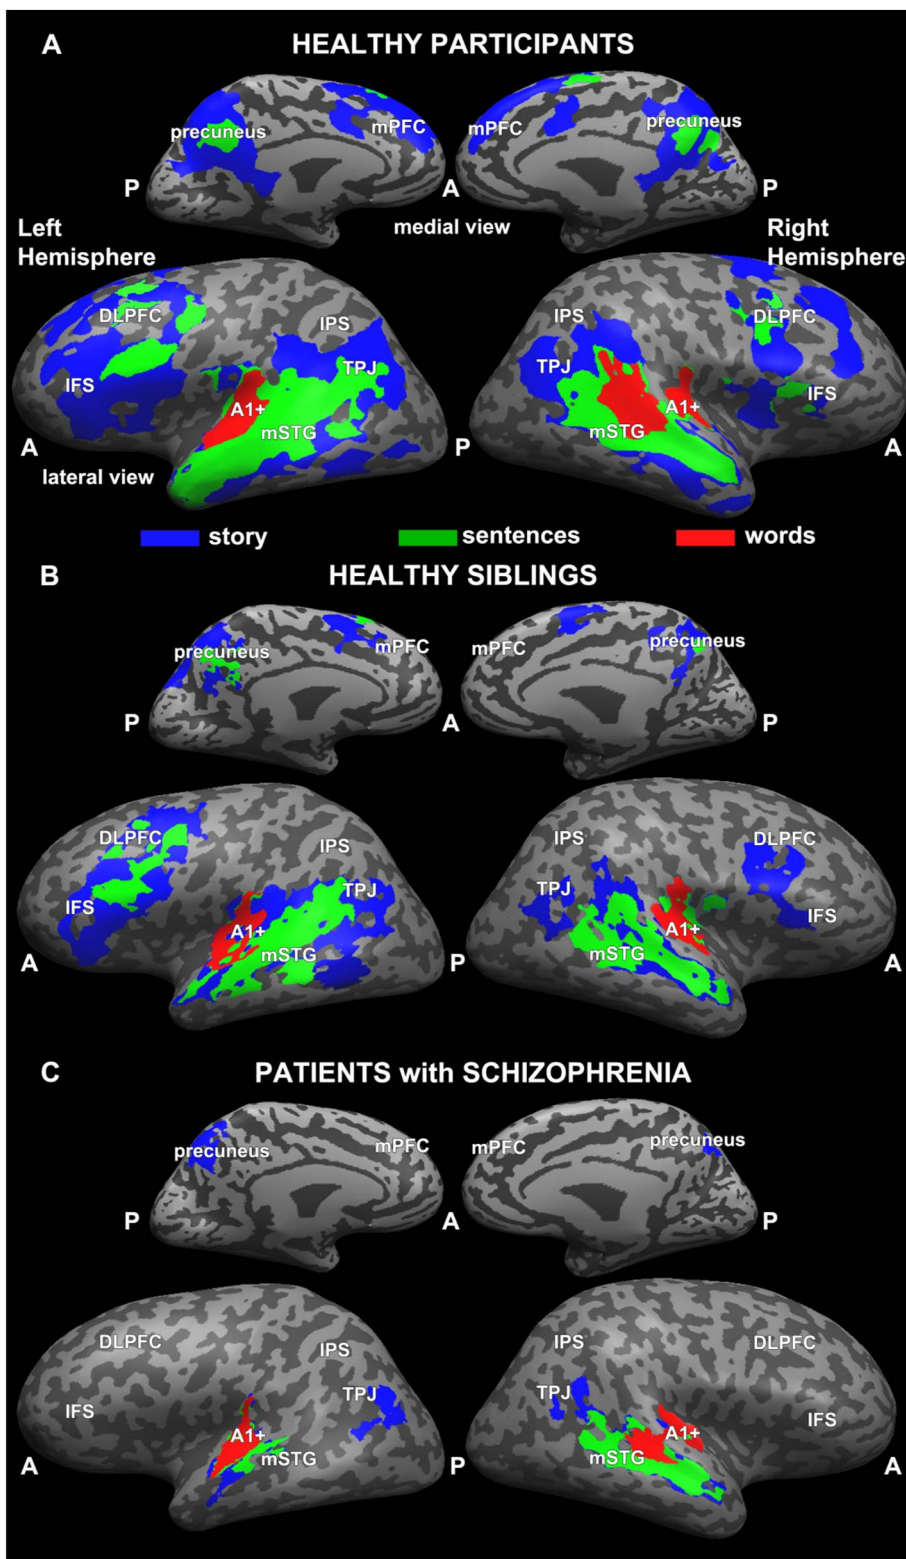 A HEALTHY PARTICIPANTS
precuneus mPFC mPFC precuneus
P A P
medial view
Left Hemisphere
Right Hemisphere
DLPFC IPS IPS DLPFC
IFS TPJ TPJ IFS
A1+ A1+
mSTG mSTG
A P A
lateral view
story sentences words
B HEALTHY SIBLINGS
precuneus mPFC mPFC precuneus
P A P
DLPFC IPS IPS DLPFC
IFS TPJ TPJ IFS
A1+ A1+
mSTG mSTG
A P A
C PATIENTS with SCHIZOPHRENIA
precuneus mPFC mPFC precuneus
P A P
DLPFC IPS IPS DLPFC
IFS TPJ TPJ IFS
A1+ A1+
mSTG mSTG
A P A